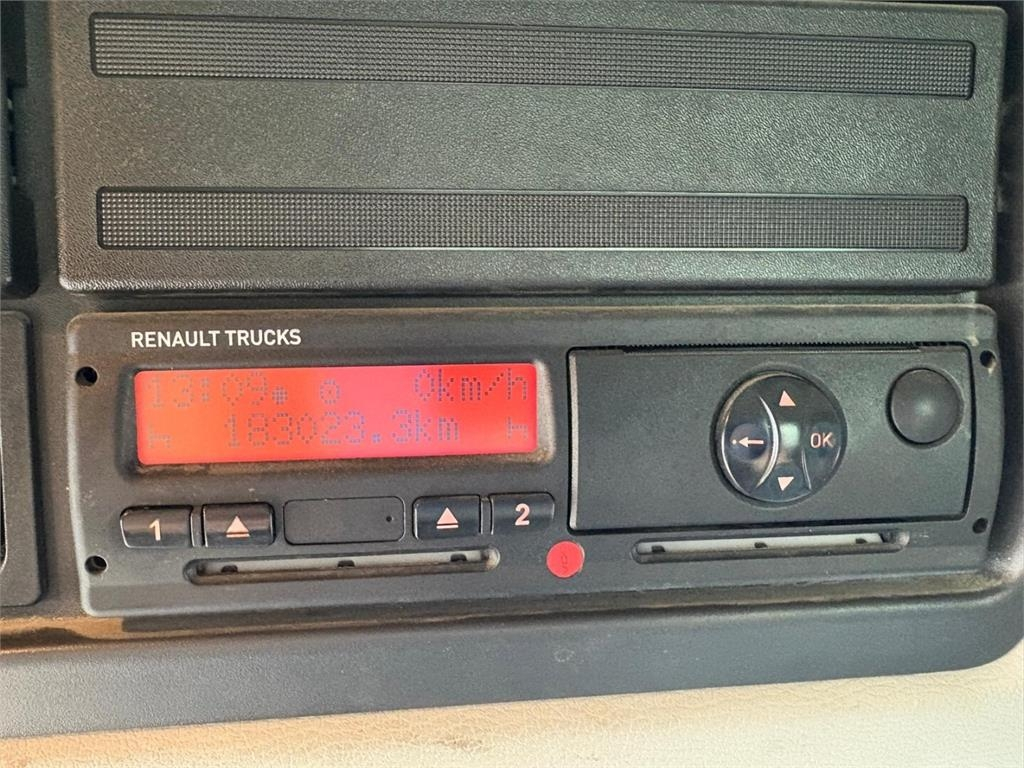 RENAULT TRUCKS
13:09 0km/h
183023.3km
OK
1 2